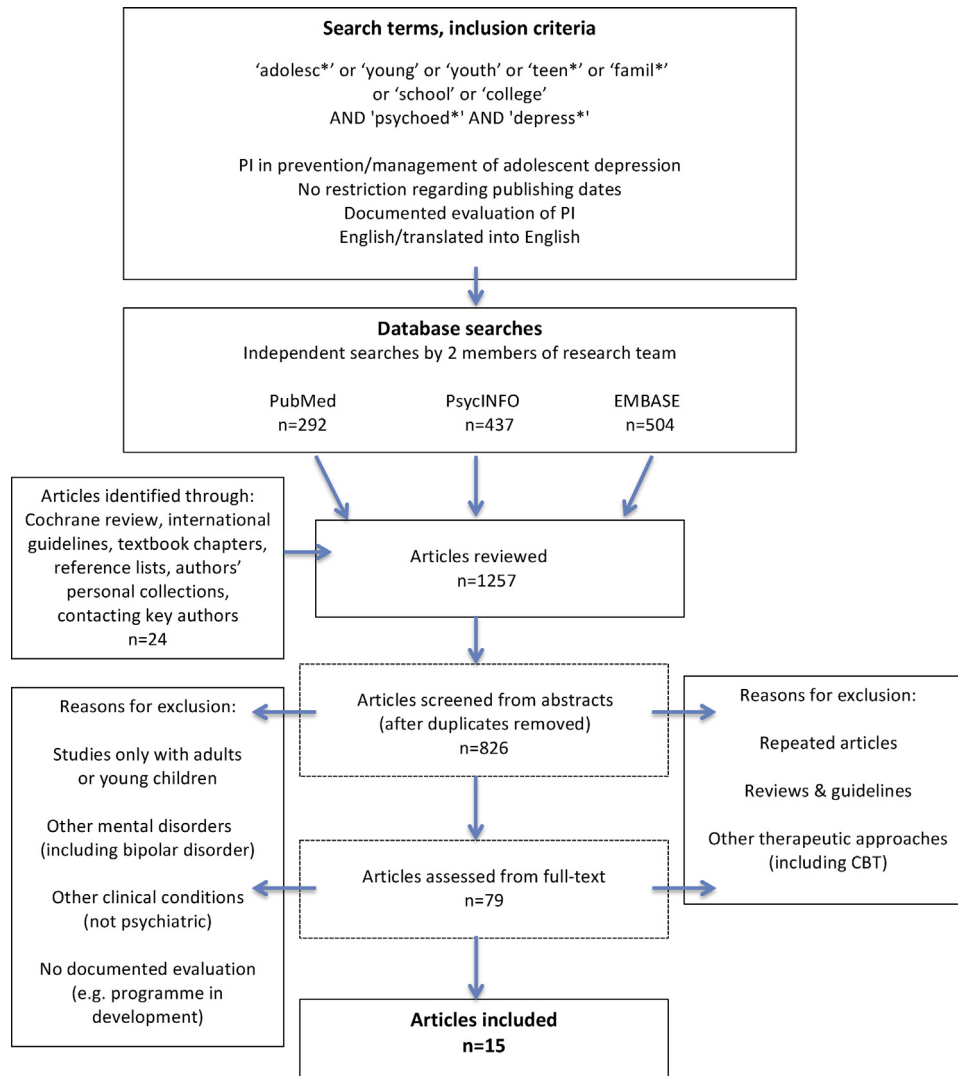 Search terms, inclusion criteria
‘adolesc*’ or ‘young’ or ‘youth’ or ‘teen*’ or ‘famil*’
or ‘school’ or ‘college’
AND 'psychoed*' AND 'depress*'
PI in prevention/management of adolescent depression
No restriction regarding publishing dates
Documented evaluation of PI
English/translated into English
Database searches
Independent searches by 2 members of research team
PubMed
n=292
PsycINFO
n=437
EMBASE
n=504
Articles identified through:
Cochrane review, international
guidelines, textbook chapters,
reference lists, authors’
personal collections,
contacting key authors
n=24
Articles reviewed
n=1257
Articles screened from abstracts
(after duplicates removed)
n=826
Reasons for exclusion:
Studies only with adults
or young children
Other mental disorders
(including bipolar disorder)
Other clinical conditions
(not psychiatric)
No documented evaluation
(e.g. programme in
development)
Reasons for exclusion:
Repeated articles
Reviews & guidelines
Other therapeutic approaches
(including CBT)
Articles assessed from full-text
n=79
Articles included
n=15